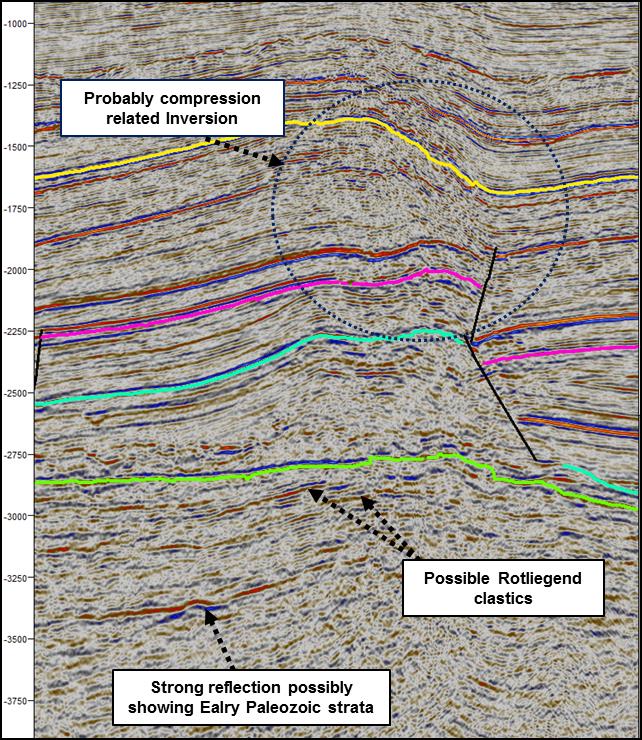 -1000
-1250
Probably compression
related Inversion
-1500
-1750
-2000
-2250
-2500
-2750
-3000
Possible Rotliegend
clastics
-3250
-3500
Strong reflection possibly
showing Ealry Paleozoic strata
-3750